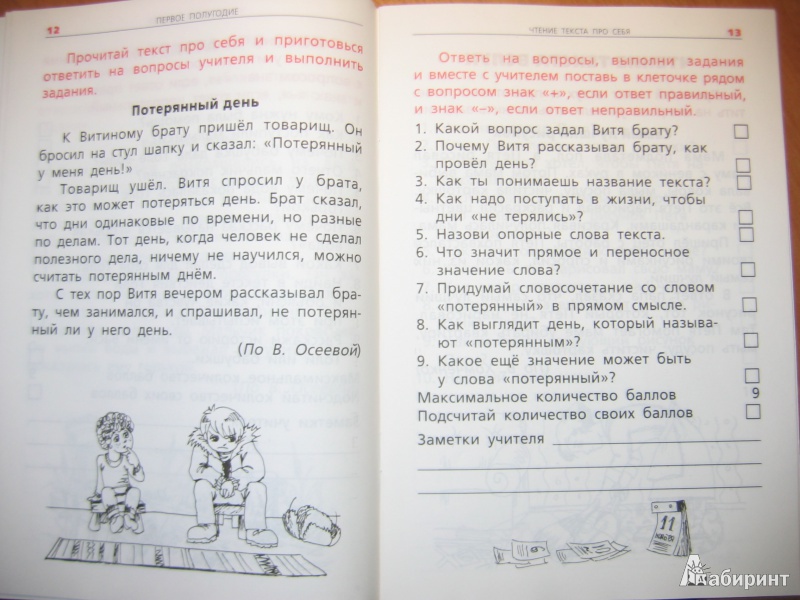 12
ПЕРВОЕ ПОЛУГОДИЕ
Прочитай текст про себя и приготовься
ответить на вопросы учителя и выполнить
задания.
Потерянный день
К Витиному брату пришёл товарищ. Он
бросил на стул шапку и сказал: «Потерянный
у меня день!»
Товарищ ушёл. Витя спросил у брата,
как это может потеряться день. Брат сказал,
что дни одинаковые по времени, но разные
по делам. Тот день, когда человек не сделал
полезного дела, ничему не научился, можно
считать потерянным днём.
С тех пор Витя вечером рассказывал бра-
ту, чем занимался, и спрашивал, не потерян-
ный ли у него день.
(По В. Осеевой)
ЧТЕНИЕ ТЕКСТА ПРО СЕБЯ
13
Ответь на вопросы, выполни задания
и вместе с учителем поставь в клеточке рядом
с вопросом знак «+», если ответ правильный,
и знак «–», если ответ неправильный.
1. Какой вопрос задал Витя брату?
2. Почему Витя рассказывал брату, как
провёл день?
3. Как ты понимаешь название текста?
4. Как надо поступать в жизни, чтобы
дни «не терялись»?
5. Назови опорные слова текста.
6. Что значит прямое и переносное
значение слова?
7. Придумай словосочетание со словом
"потерянный" в прямом смысле.
8. Как выглядит день, который называ-
ют "потерянным"?
9. Какое ещё значение может быть
у слова "потерянный"?
Максимальное количество баллов 9
Подсчитай количество своих баллов
Заметки учителя
11
Лабиринт